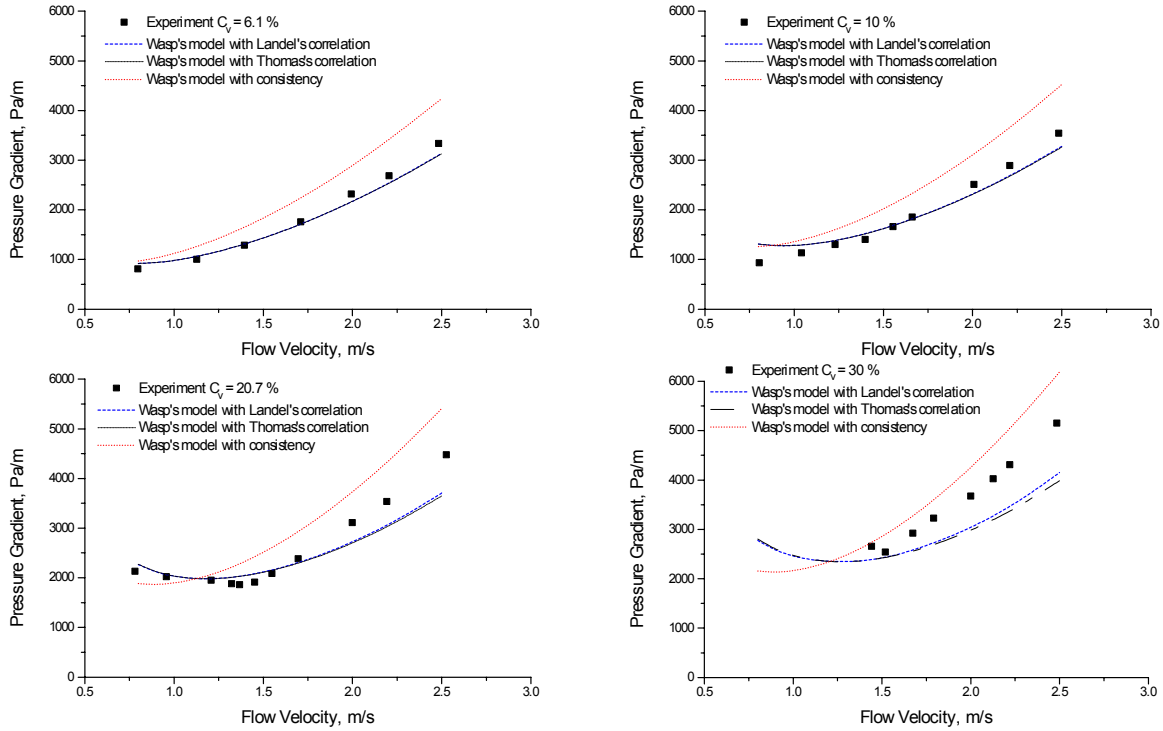 Experiment Cv = 6.1 %
Wasp's model with Landel's correlation
Wasp's model with Thomas's correlation
Wasp's model with consistency
6000
5000
4000
3000
2000
1000
0
Pressure Gradient, Pa/m
0.5 1.0 1.5 2.0 2.5 3.0
Flow Velocity, m/s
Experiment Cv = 10 %
Wasp's model with Landel's correlation
Wasp's model with Thomas's correlation
Wasp's model with consistency
6000
5000
4000
3000
2000
1000
0
Pressure Gradient, Pa/m
0.5 1.0 1.5 2.0 2.5 3.0
Flow Velocity, m/s
Experiment Cv = 20.7 %
Wasp's model with Landel's correlation
Wasp's model with Thomas's correlation
Wasp's model with consistency
6000
5000
4000
3000
2000
1000
0
Pressure Gradient, Pa/m
0.5 1.0 1.5 2.0 2.5 3.0
Flow Velocity, m/s
Experiment Cv = 30 %
Wasp's model with Landel's correlation
Wasp's model with Thomas's correlation
Wasp's model with consistency
6000
5000
4000
3000
2000
1000
0
Pressure Gradient, Pa/m
0.5 1.0 1.5 2.0 2.5 3.0
Flow Velocity, m/s